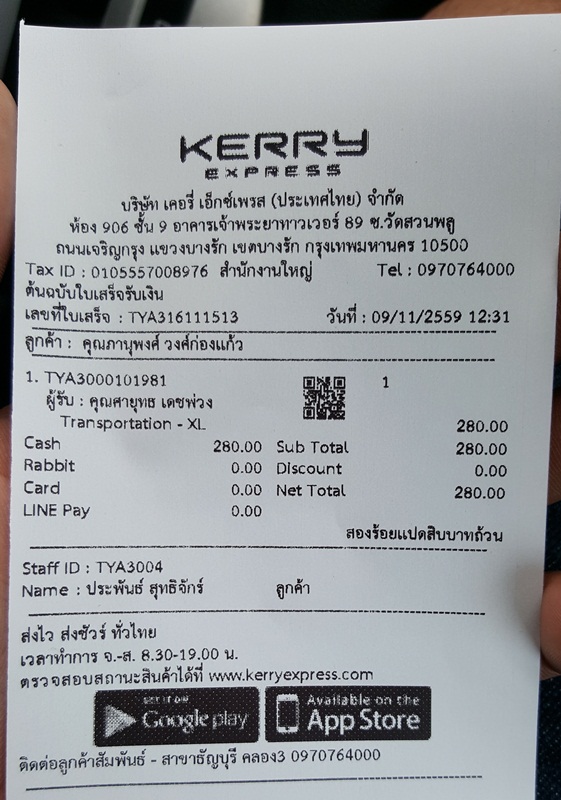 KERRY
EXPRESS
บริษัท เคอรี่ เอ็กซ์เพรส (ประเทศไทย) จำกัด
ห้อง 906 ชั้น 9 อาคารเจ้าพระยาทาวเวอร์ 89 ซ.วัดสวนพลู
ถนนเจริญกรุง แขวงบางรัก เขตบางรัก กรุงเทพมหานคร 10500
Tax ID : 0105557008976 สำนักงานใหญ่ Tel : 0970764000
ต้นฉบับใบเสร็จรับเงิน
เลขที่ใบเสร็จ : TYA316111513 วันที่ : 09/11/2559 12:31
ลูกค้า : คุณภานุพงศ์ วงศ์ก่องแก้ว
1. TYA3000101981 1
ผู้รับ : คุณศายุทธ เดชพ่วง
Transportation - XL 280.00
Cash 280.00 Sub Total 280.00
Rabbit 0.00 Discount 0.00
Card 0.00 Net Total 280.00
LINE Pay 0.00
สองร้อยแปดสิบบาทถ้วน
Staff ID : TYA3004
Name : ประพันธ์ สุทธิจักร์ ลูกค้า
ส่งไว ส่งชัวร์ ทั่วไทย
เวลาทำการ จ.-ส. 8.30-19.00 น.
ตรวจสอบสถานะสินค้าได้ที่ www.kerryexpress.com
GET IT ON Google play
Available on the App Store
ติดต่อลูกค้าสัมพันธ์ - สาขาธัญบุรี คลอง3 0970764000